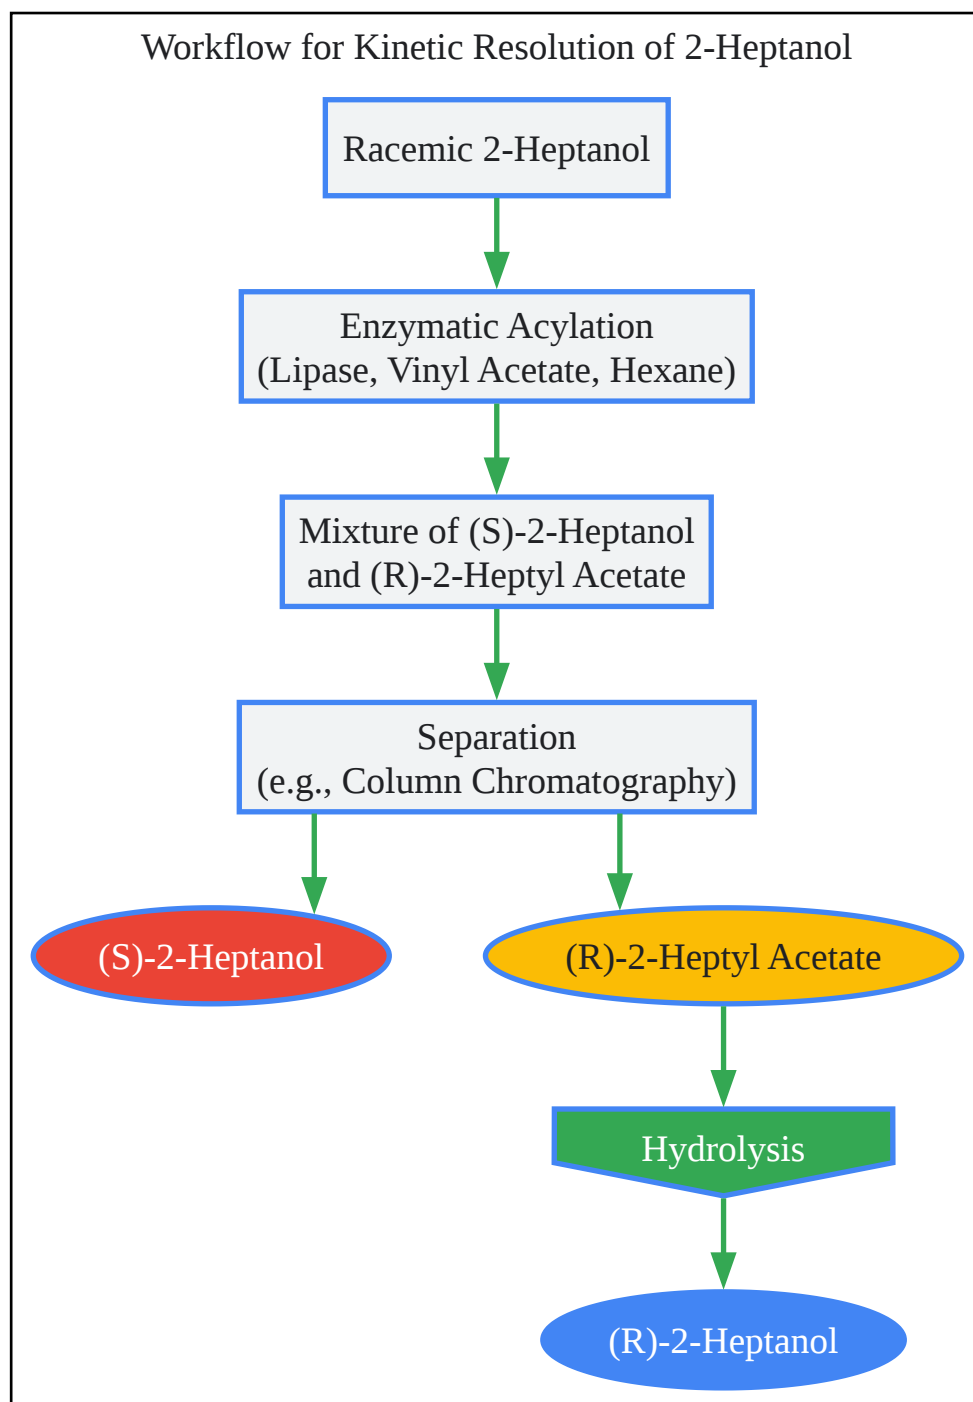 Workflow for Kinetic Resolution of 2-Heptanol
Racemic 2-Heptanol
Enzymatic Acylation
(Lipase, Vinyl Acetate, Hexane)
Mixture of (S)-2-Heptanol
and (R)-2-Heptyl Acetate
Separation
(e.g., Column Chromatography)
(S)-2-Heptanol
(R)-2-Heptyl Acetate
Hydrolysis
(R)-2-Heptanol